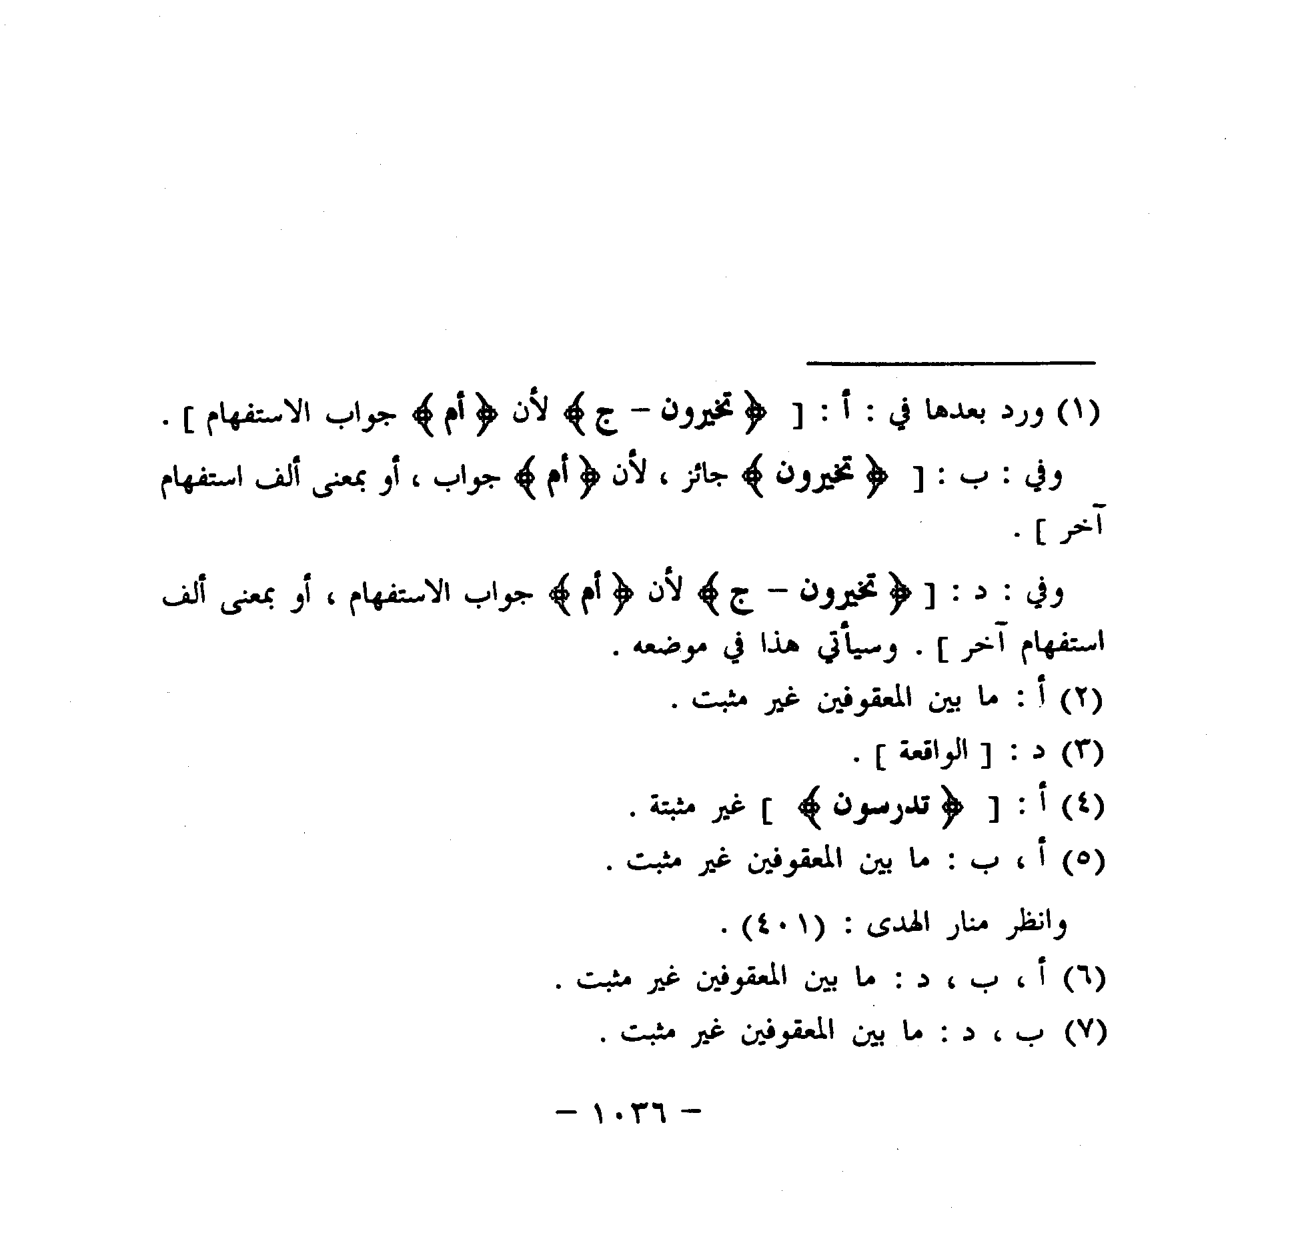 (١) ورد بعدها في : أ : [ ﴿ تخيرون – ج ﴾ لأن ﴿ أم ﴾ جواب الاستفهام ] .
وفي : ب : [ ﴿ تخيرون ﴾ جائز ، لأن ﴿ أم ﴾ جواب ، أو بمعنى ألف استفهام
آخر ] .
وفي : د : [ ﴿ تخيرون – ج ﴾ لأن ﴿ أم ﴾ جواب الاستفهام ، أو بمعنى ألف
استفهام آخر ] . وسيأتي هذا في موضعه .
(٢) أ : ما بين المعقوفين غير مثبت .
(٣) د : [ الواقعة ] .
(٤) أ : [ ﴿ تدرسون ﴾ ] غير مثبتة .
(٥) أ ، ب : ما بين المعقوفين غير مثبت .
وانظر منار الهدى : (٤٠١) .
(٦) أ ، ب ، د : ما بين المعقوفين غير مثبت .
(٧) ب ، د : ما بين المعقوفين غير مثبت .
– ١٠٣٦ –